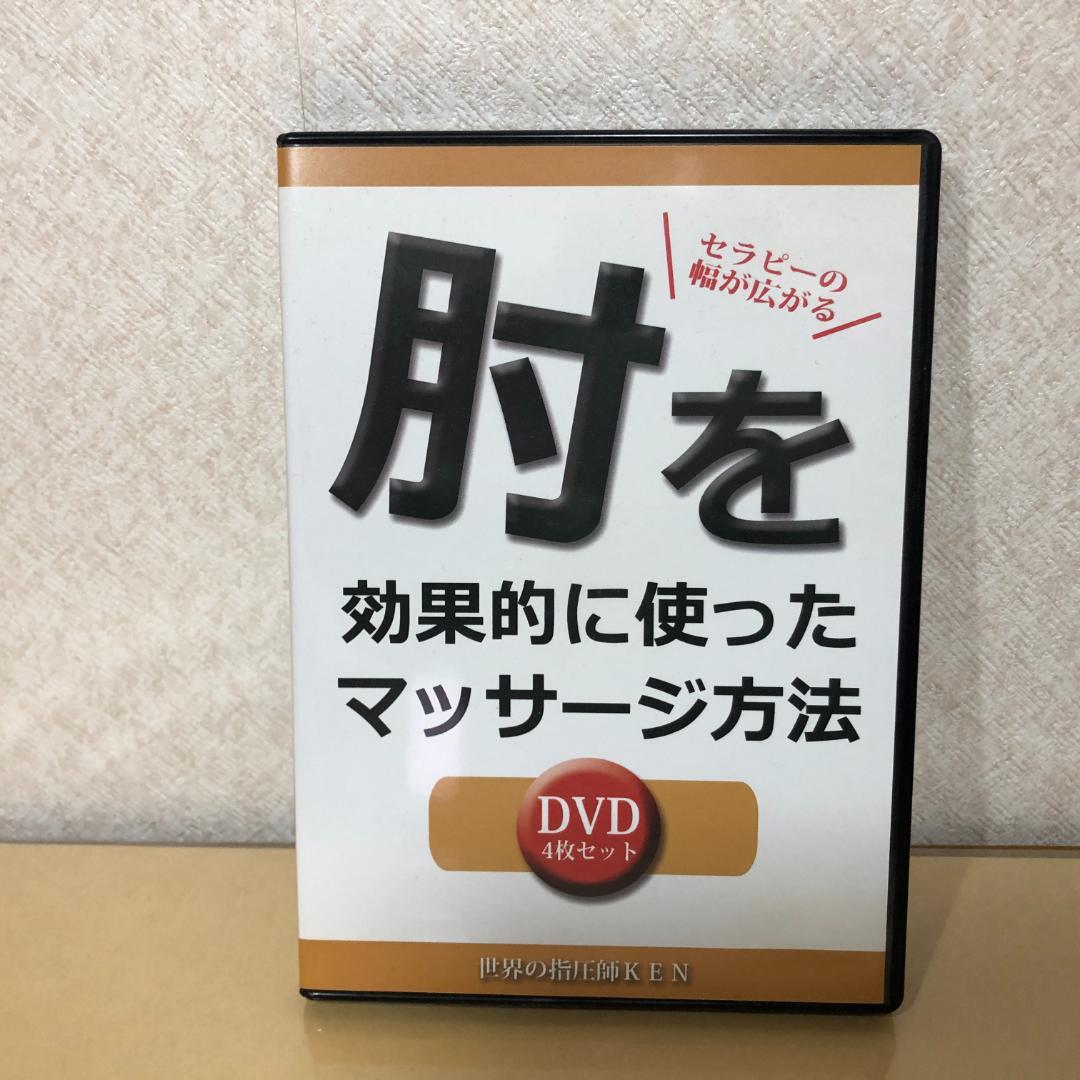 セラピーの
幅が広がる
肘を
効果的に使った
マッサージ方法
DVD
4枚セット
世界の指圧師KEN